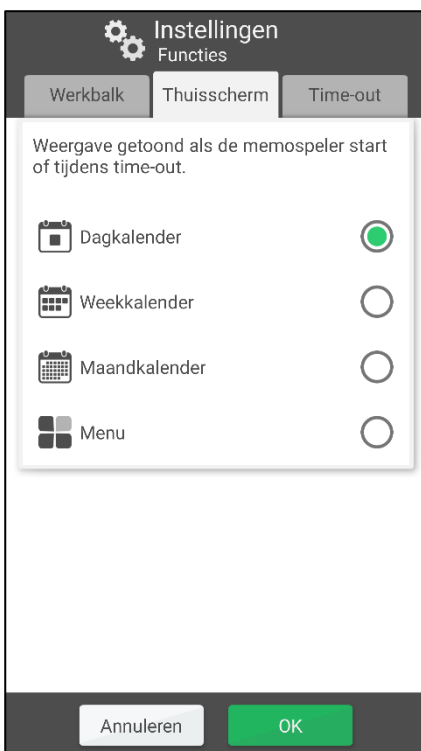 Instellingen
Functies
Werkbalk Thuisscherm Time-out
Weergave getoond als de memospeler start
of tijdens time-out.
Dagkalender
Weekkalender
Maandkalender
Menu
Annuleren OK